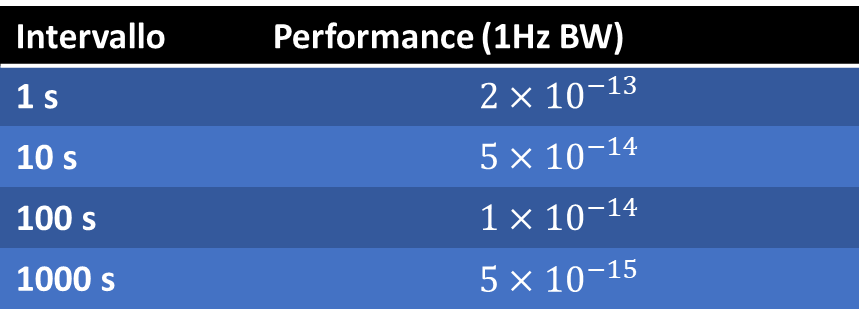 Intervallo Performance (1Hz BW)
1 s 2 × 10⁻¹³
10 s 5 × 10⁻¹⁴
100 s 1 × 10⁻¹⁴
1000 s 5 × 10⁻¹⁵